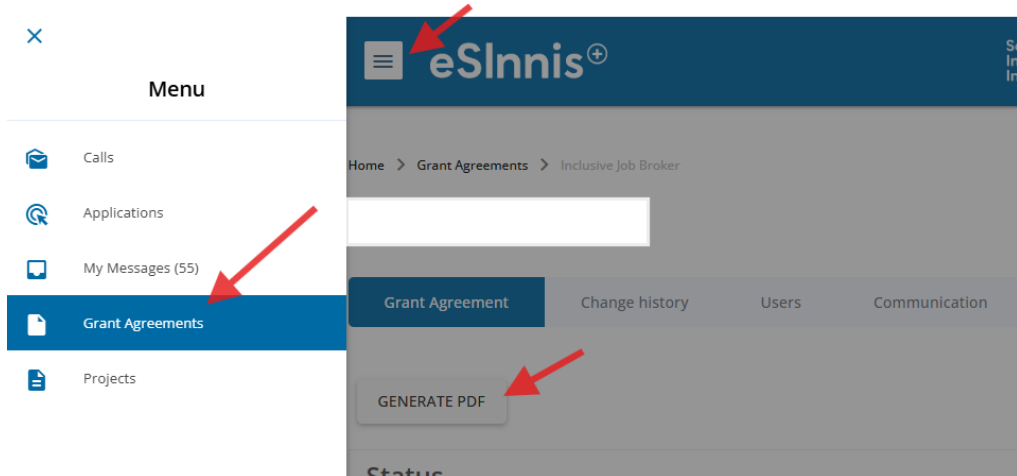 Menu
Calls
Applications
My Messages (55)
Grant Agreements
Projects
eSInnis+
Home > Grant Agreements > Inclusive Job Broker
Grant Agreement Change history Users Communication
GENERATE PDF
Status